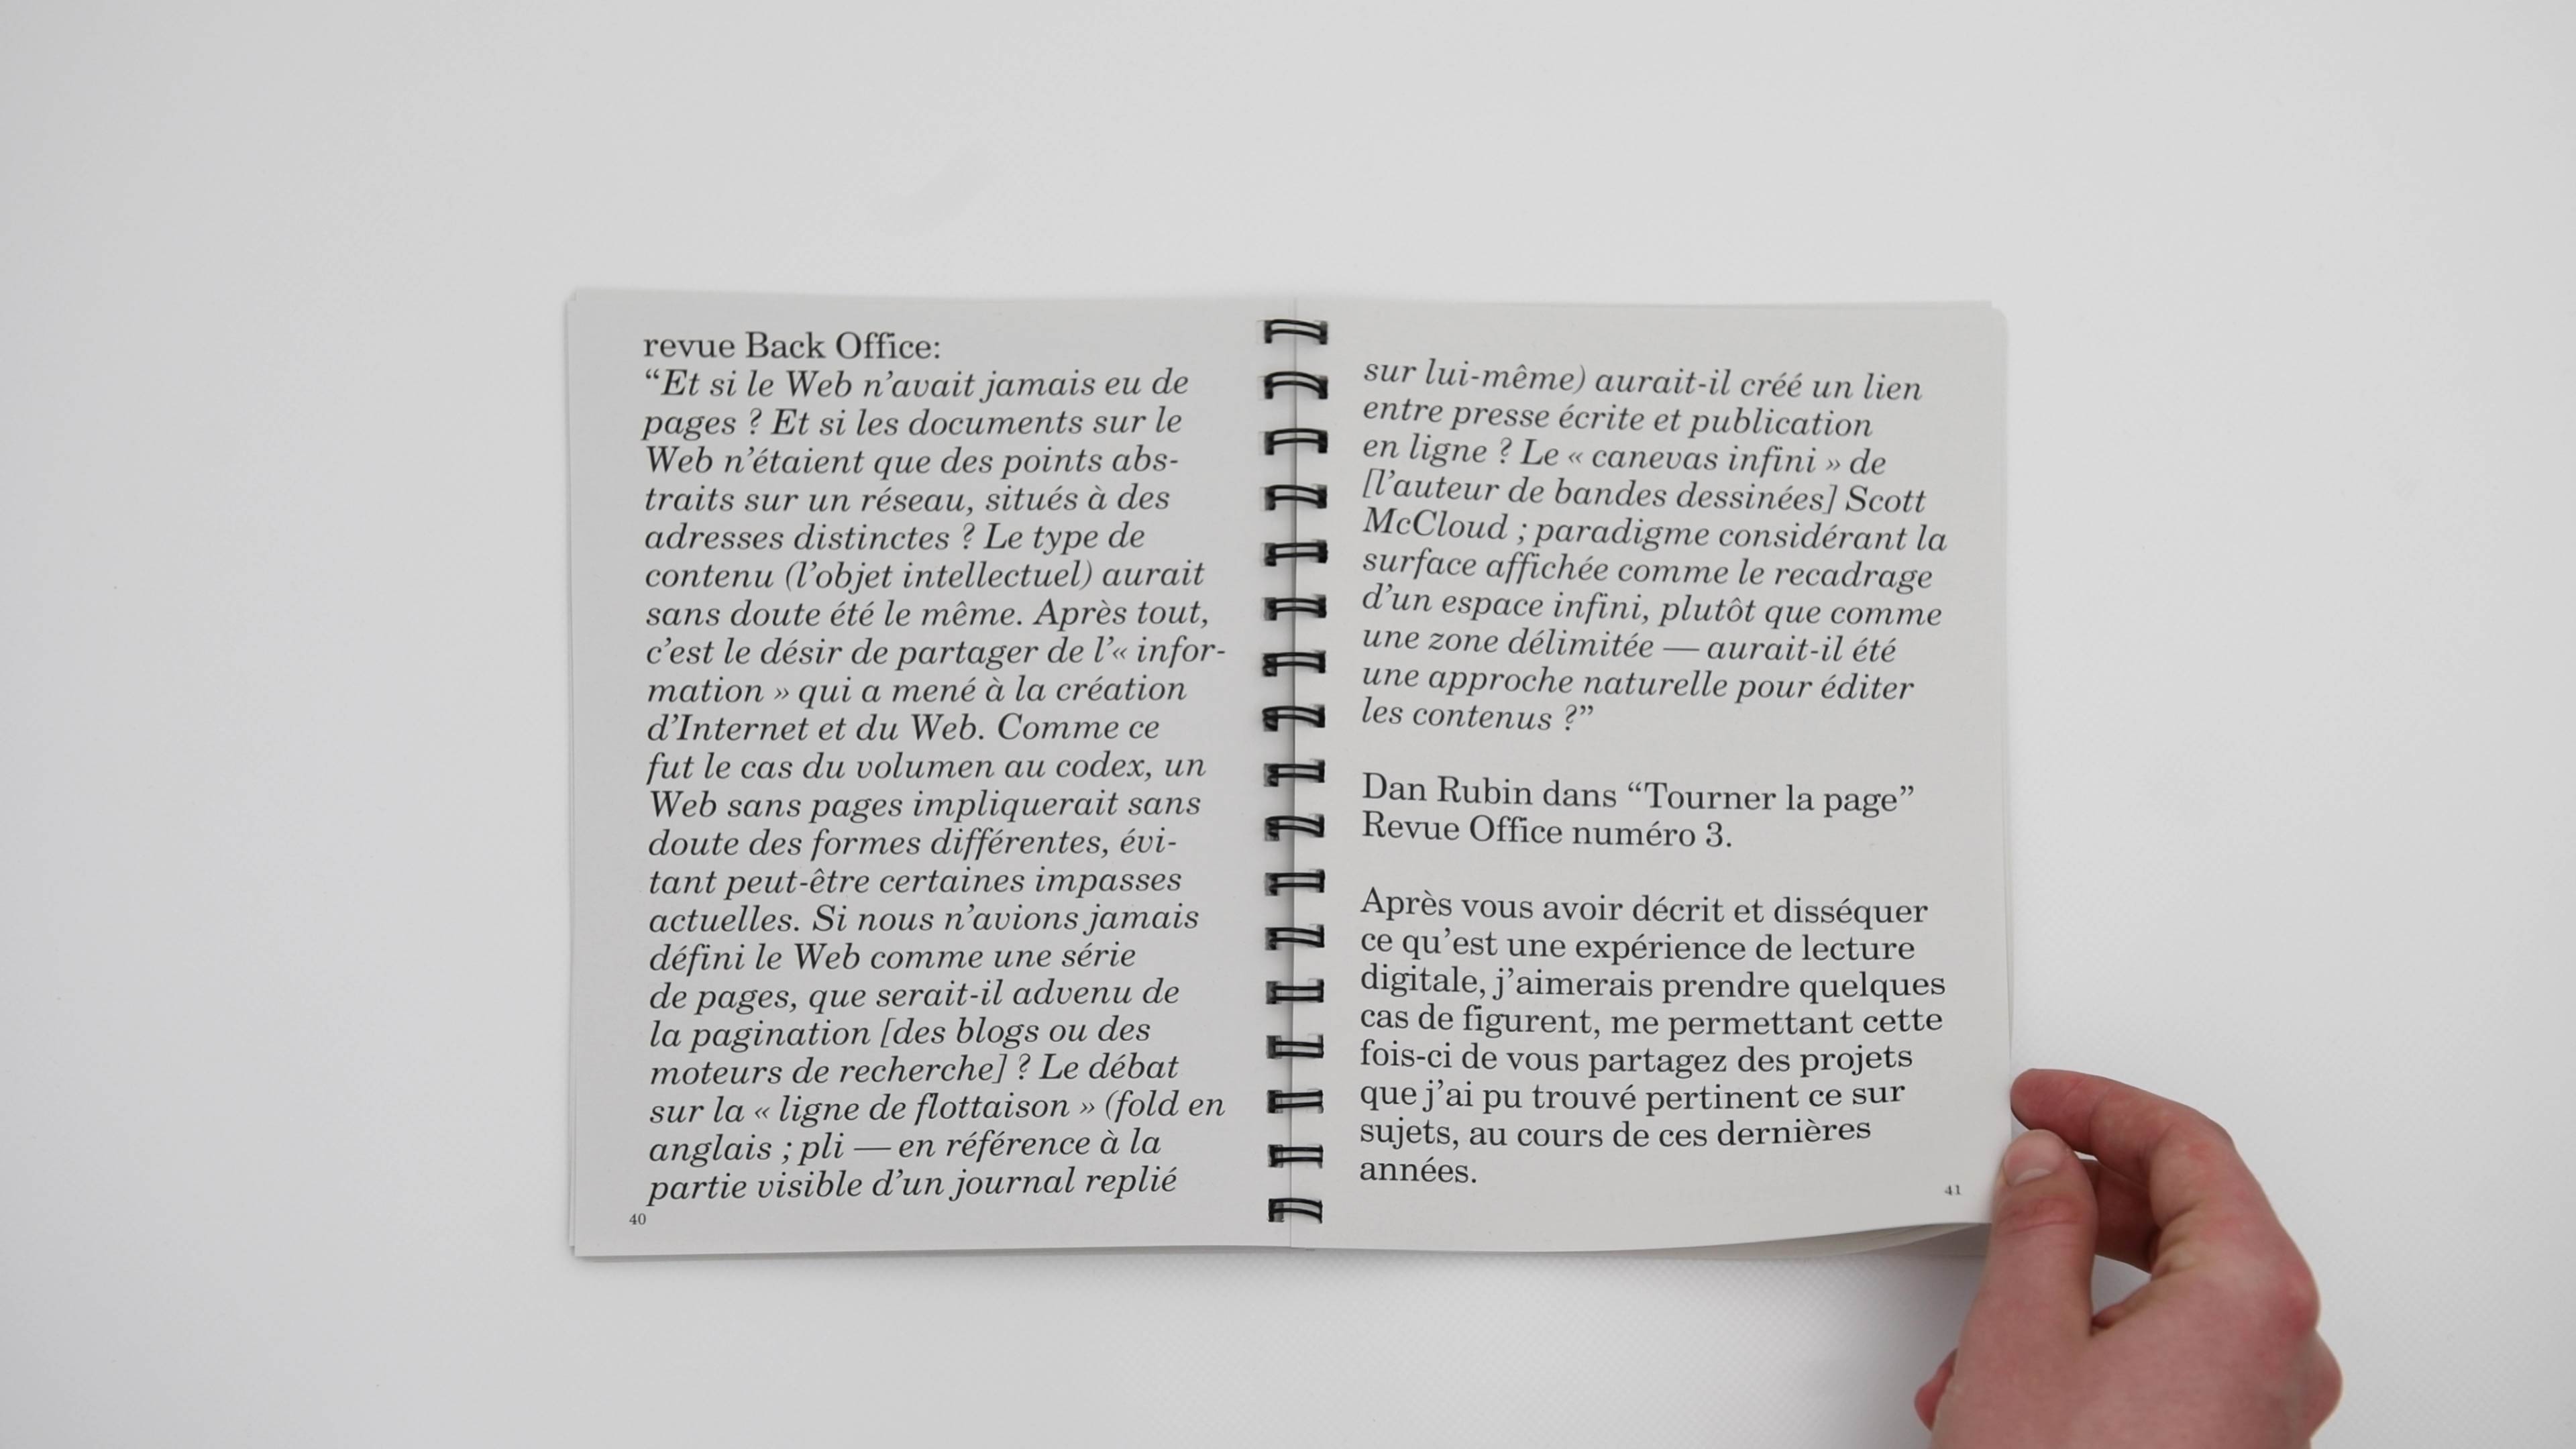 revue Back Office:
“Et si le Web n’avait jamais eu de
pages ? Et si les documents sur le
Web n’étaient que des points abs-
traits sur un réseau, situés à des
adresses distinctes ? Le type de
contenu (l’objet intellectuel) aurait
sans doute été le même. Après tout,
c’est le désir de partager de l’« infor-
mation » qui a mené à la création
d’Internet et du Web. Comme ce
fut le cas du volumen au codex, un
Web sans pages impliquerait sans
doute des formes différentes, évi-
tant peut-être certaines impasses
actuelles. Si nous n’avions jamais
défini le Web comme une série
de pages, que serait-il advenu de
la pagination [des blogs ou des
moteurs de recherche] ? Le débat
sur la « ligne de flottaison » (fold en
anglais ; pli — en référence à la
partie visible d’un journal replié
40
sur lui-même) aurait-il créé un lien
entre presse écrite et publication
en ligne ? Le « canevas infini » de
[l’auteur de bandes dessinées] Scott
McCloud ; paradigme considérant la
surface affichée comme le recadrage
d’un espace infini, plutôt que comme
une zone délimitée — aurait-il été
une approche naturelle pour éditer
les contenus ?”
Dan Rubin dans “Tourner la page”
Revue Office numéro 3.
Après vous avoir décrit et disséquer
ce qu’est une expérience de lecture
digitale, j’aimerais prendre quelques
cas de figurent, me permettant cette
fois-ci de vous partagez des projets
que j’ai pu trouvé pertinent ce sur
sujets, au cours de ces dernières
années.
41